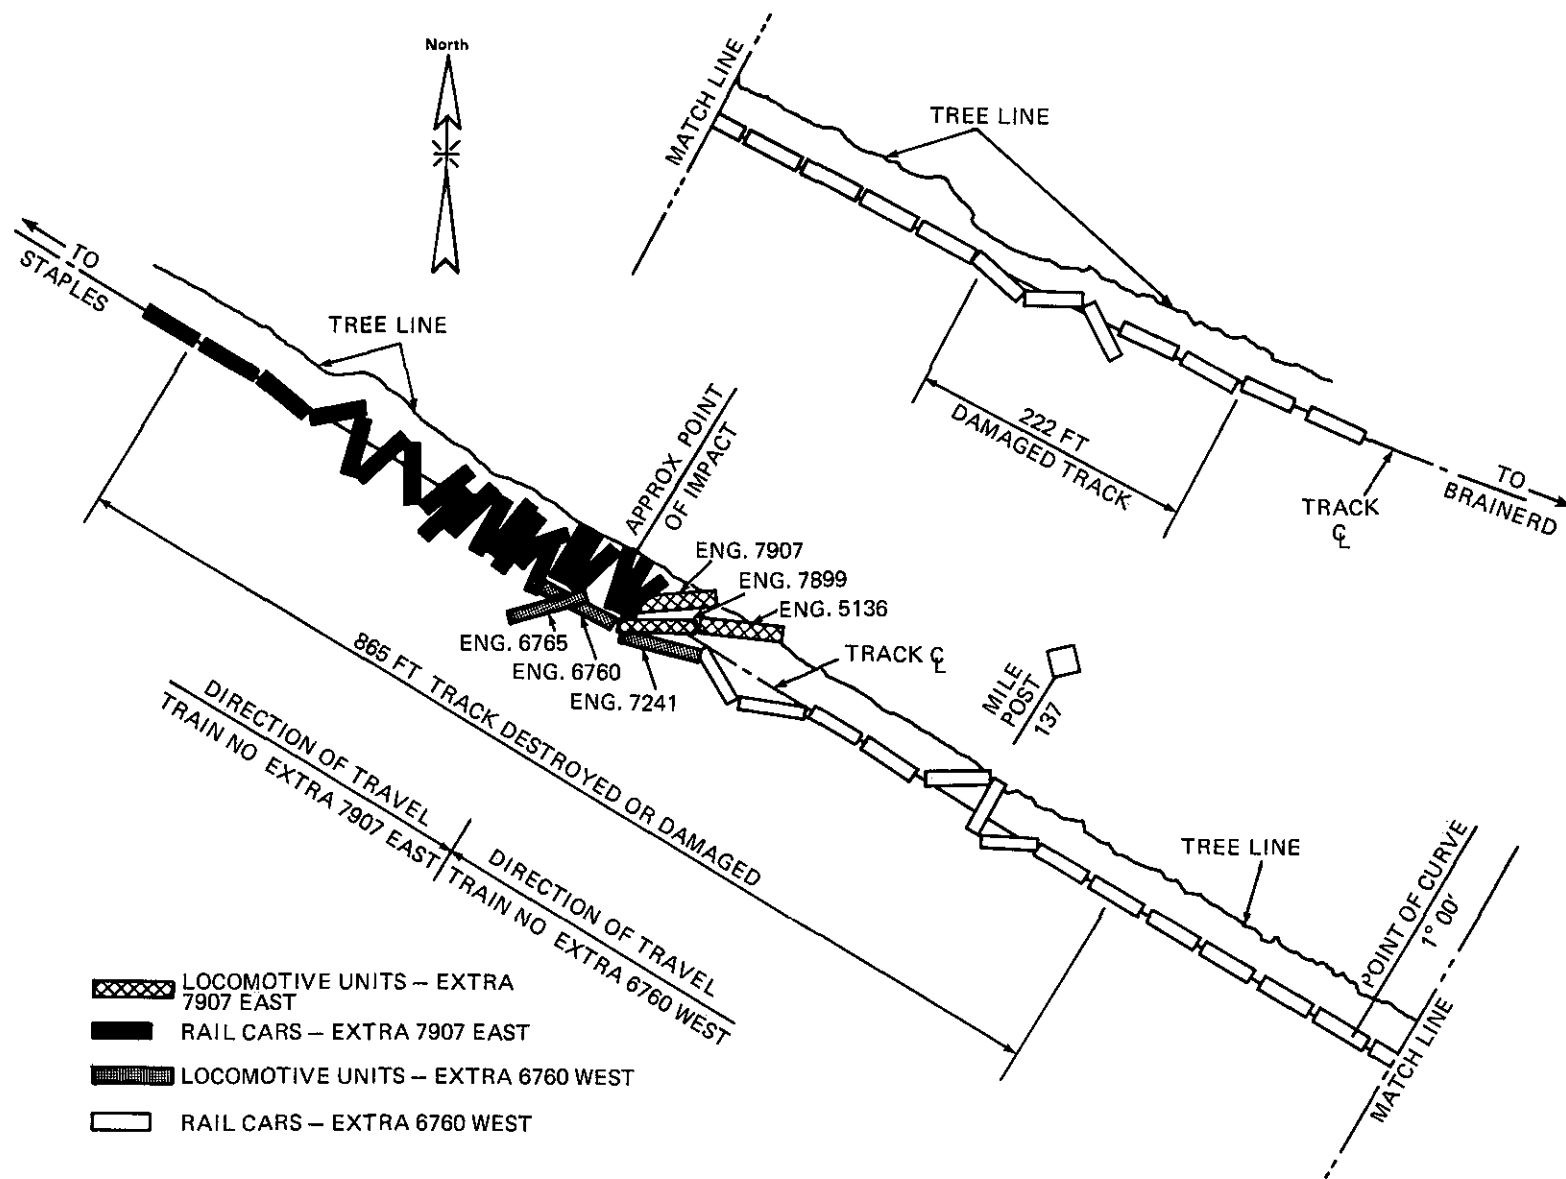 North
MATCH LINE
TREE LINE
TO
STAPLES
TREE LINE
222 FT
DAMAGED TRACK
TRACK
C L
TO
BRAINERD
APPROX POINT
OF IMPACT
ENG. 7907
ENG. 7899
ENG. 5136
ENG. 6765
ENG. 6760
ENG. 7241
TRACK C L
MILE
POST
137
865 FT TRACK DESTROYED OR DAMAGED
DIRECTION OF TRAVEL
TRAIN NO EXTRA 7907 EAST
DIRECTION OF TRAVEL
TRAIN NO EXTRA 6760 WEST
TREE LINE
POINT OF CURVE
1° 00′
MATCH LINE
LOCOMOTIVE UNITS – EXTRA
7907 EAST
RAIL CARS – EXTRA 7907 EAST
LOCOMOTIVE UNITS – EXTRA 6760 WEST
RAIL CARS – EXTRA 6760 WEST